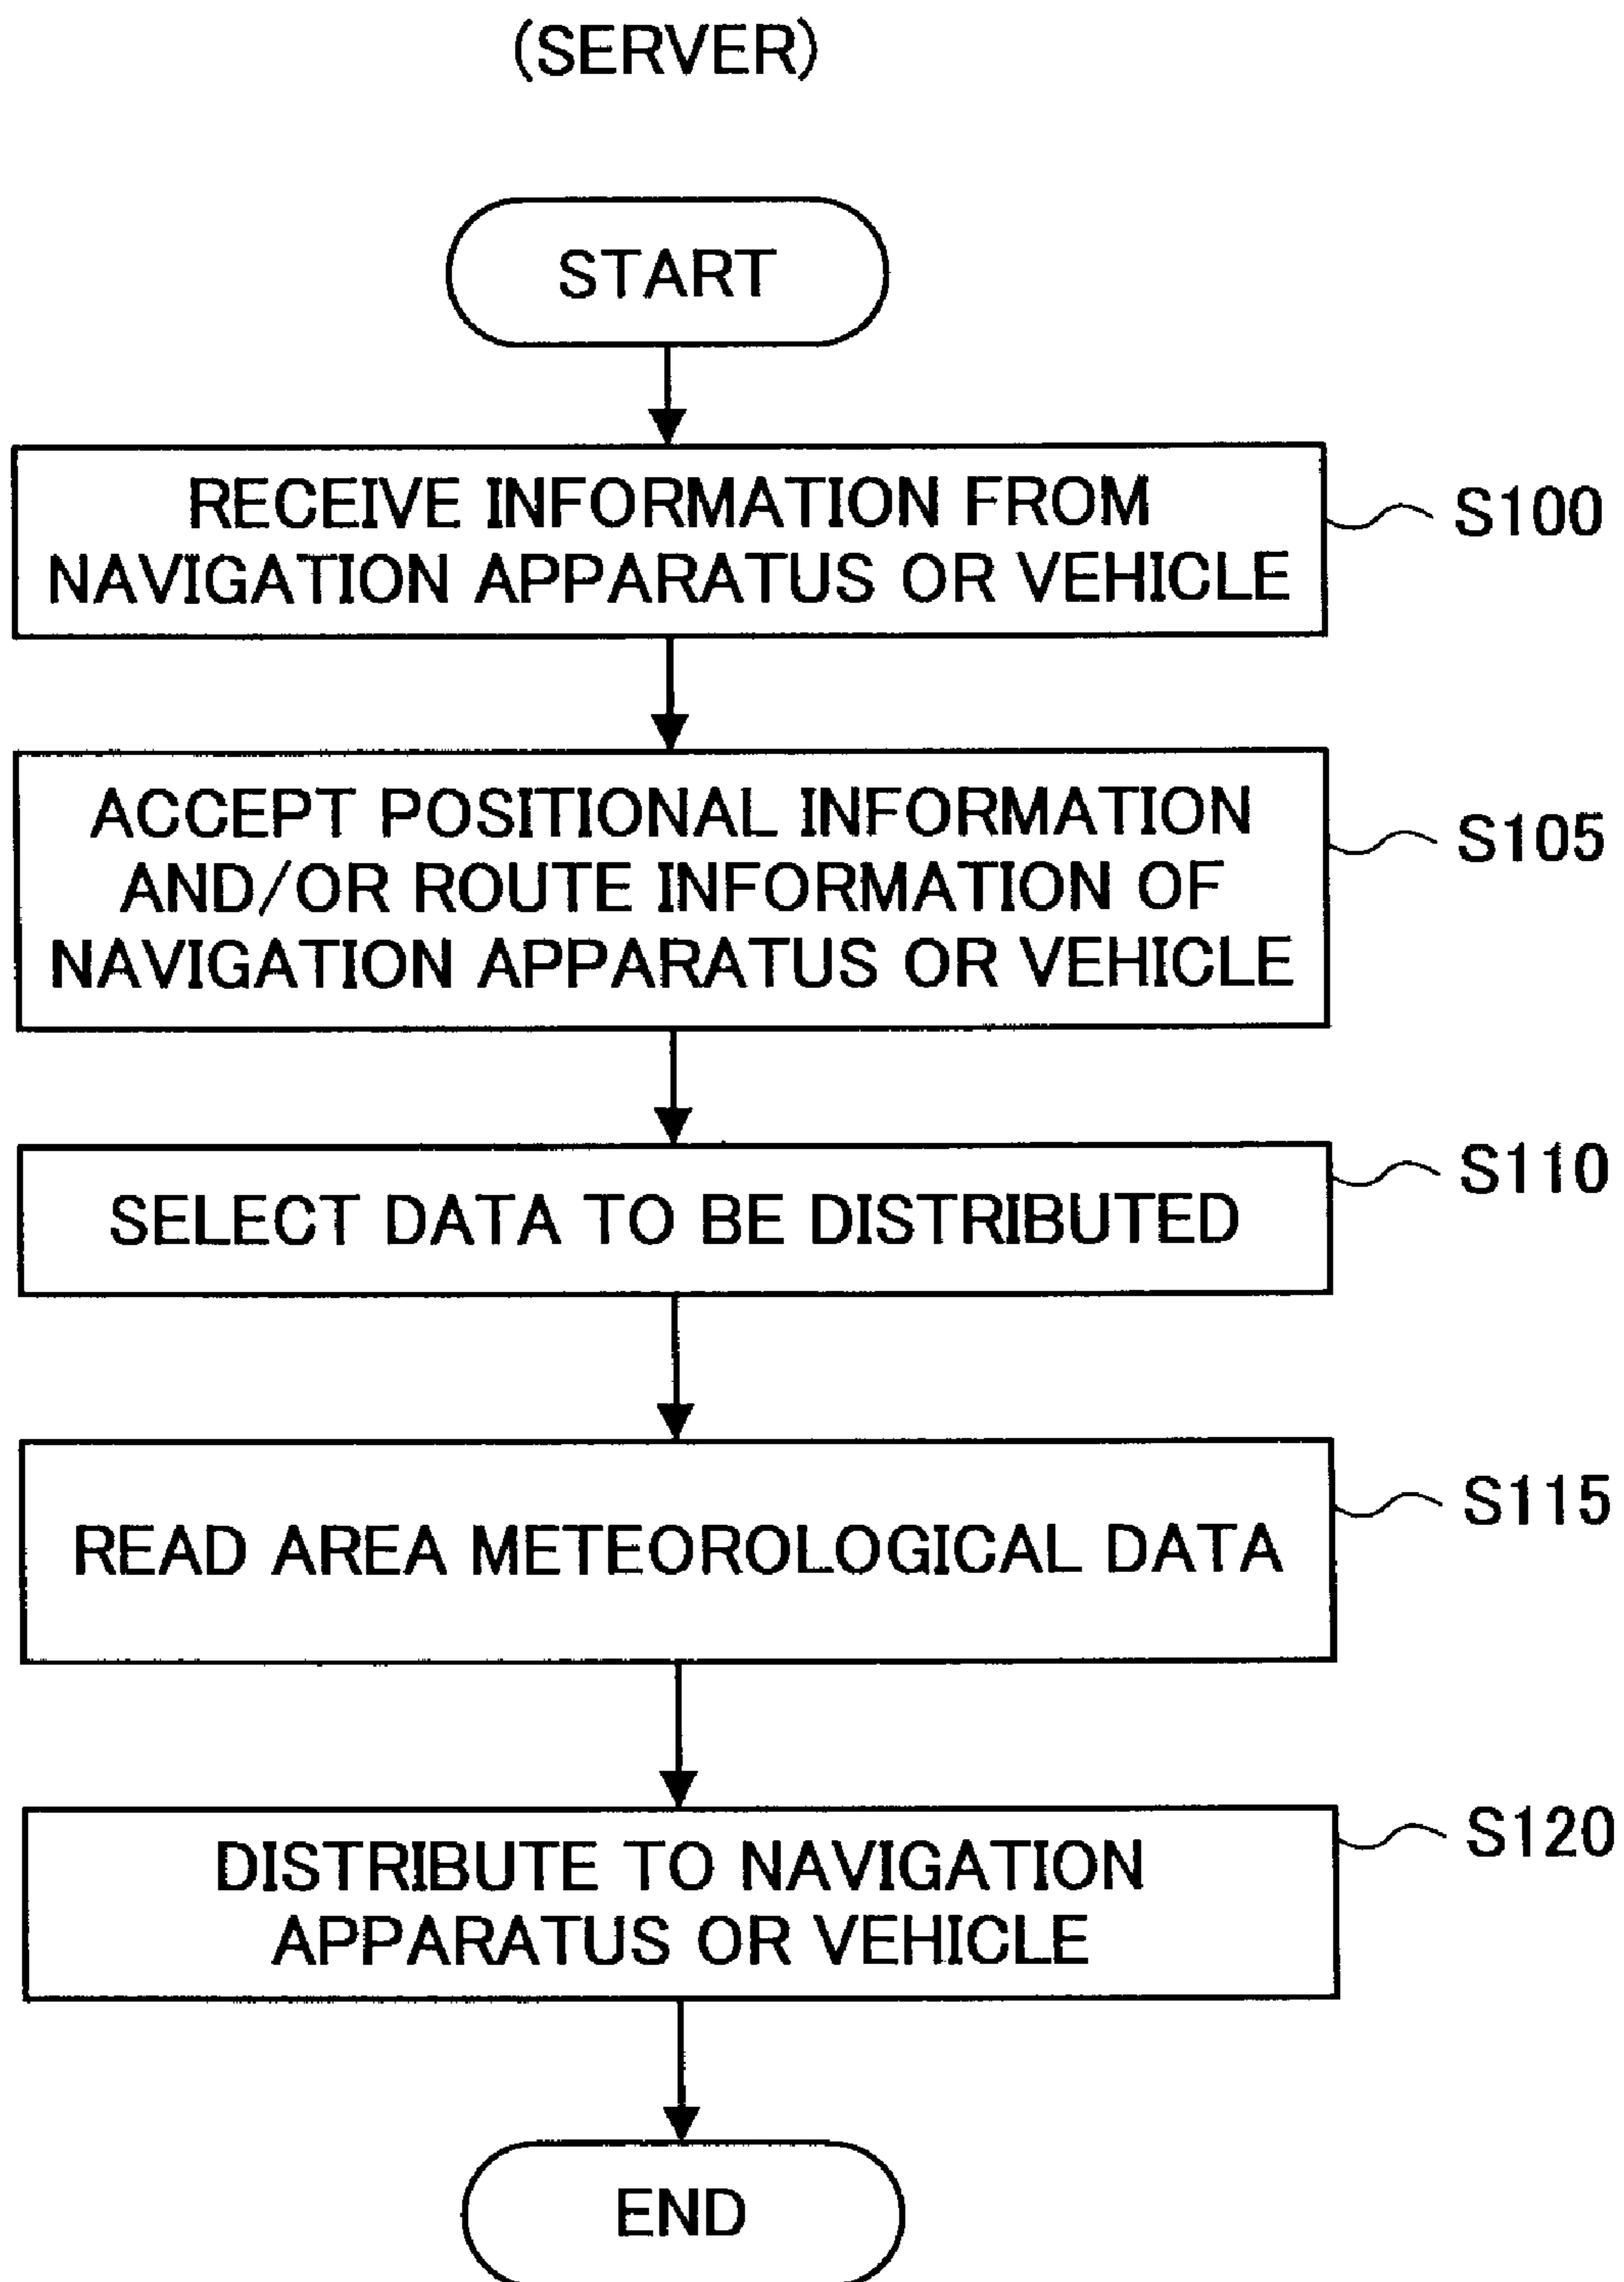 (SERVER)
START
RECEIVE INFORMATION FROM
NAVIGATION APPARATUS OR VEHICLE
S100
ACCEPT POSITIONAL INFORMATION
AND/OR ROUTE INFORMATION OF
NAVIGATION APPARATUS OR VEHICLE
S105
SELECT DATA TO BE DISTRIBUTED
S110
READ AREA METEOROLOGICAL DATA
S115
DISTRIBUTE TO NAVIGATION
APPARATUS OR VEHICLE
S120
END